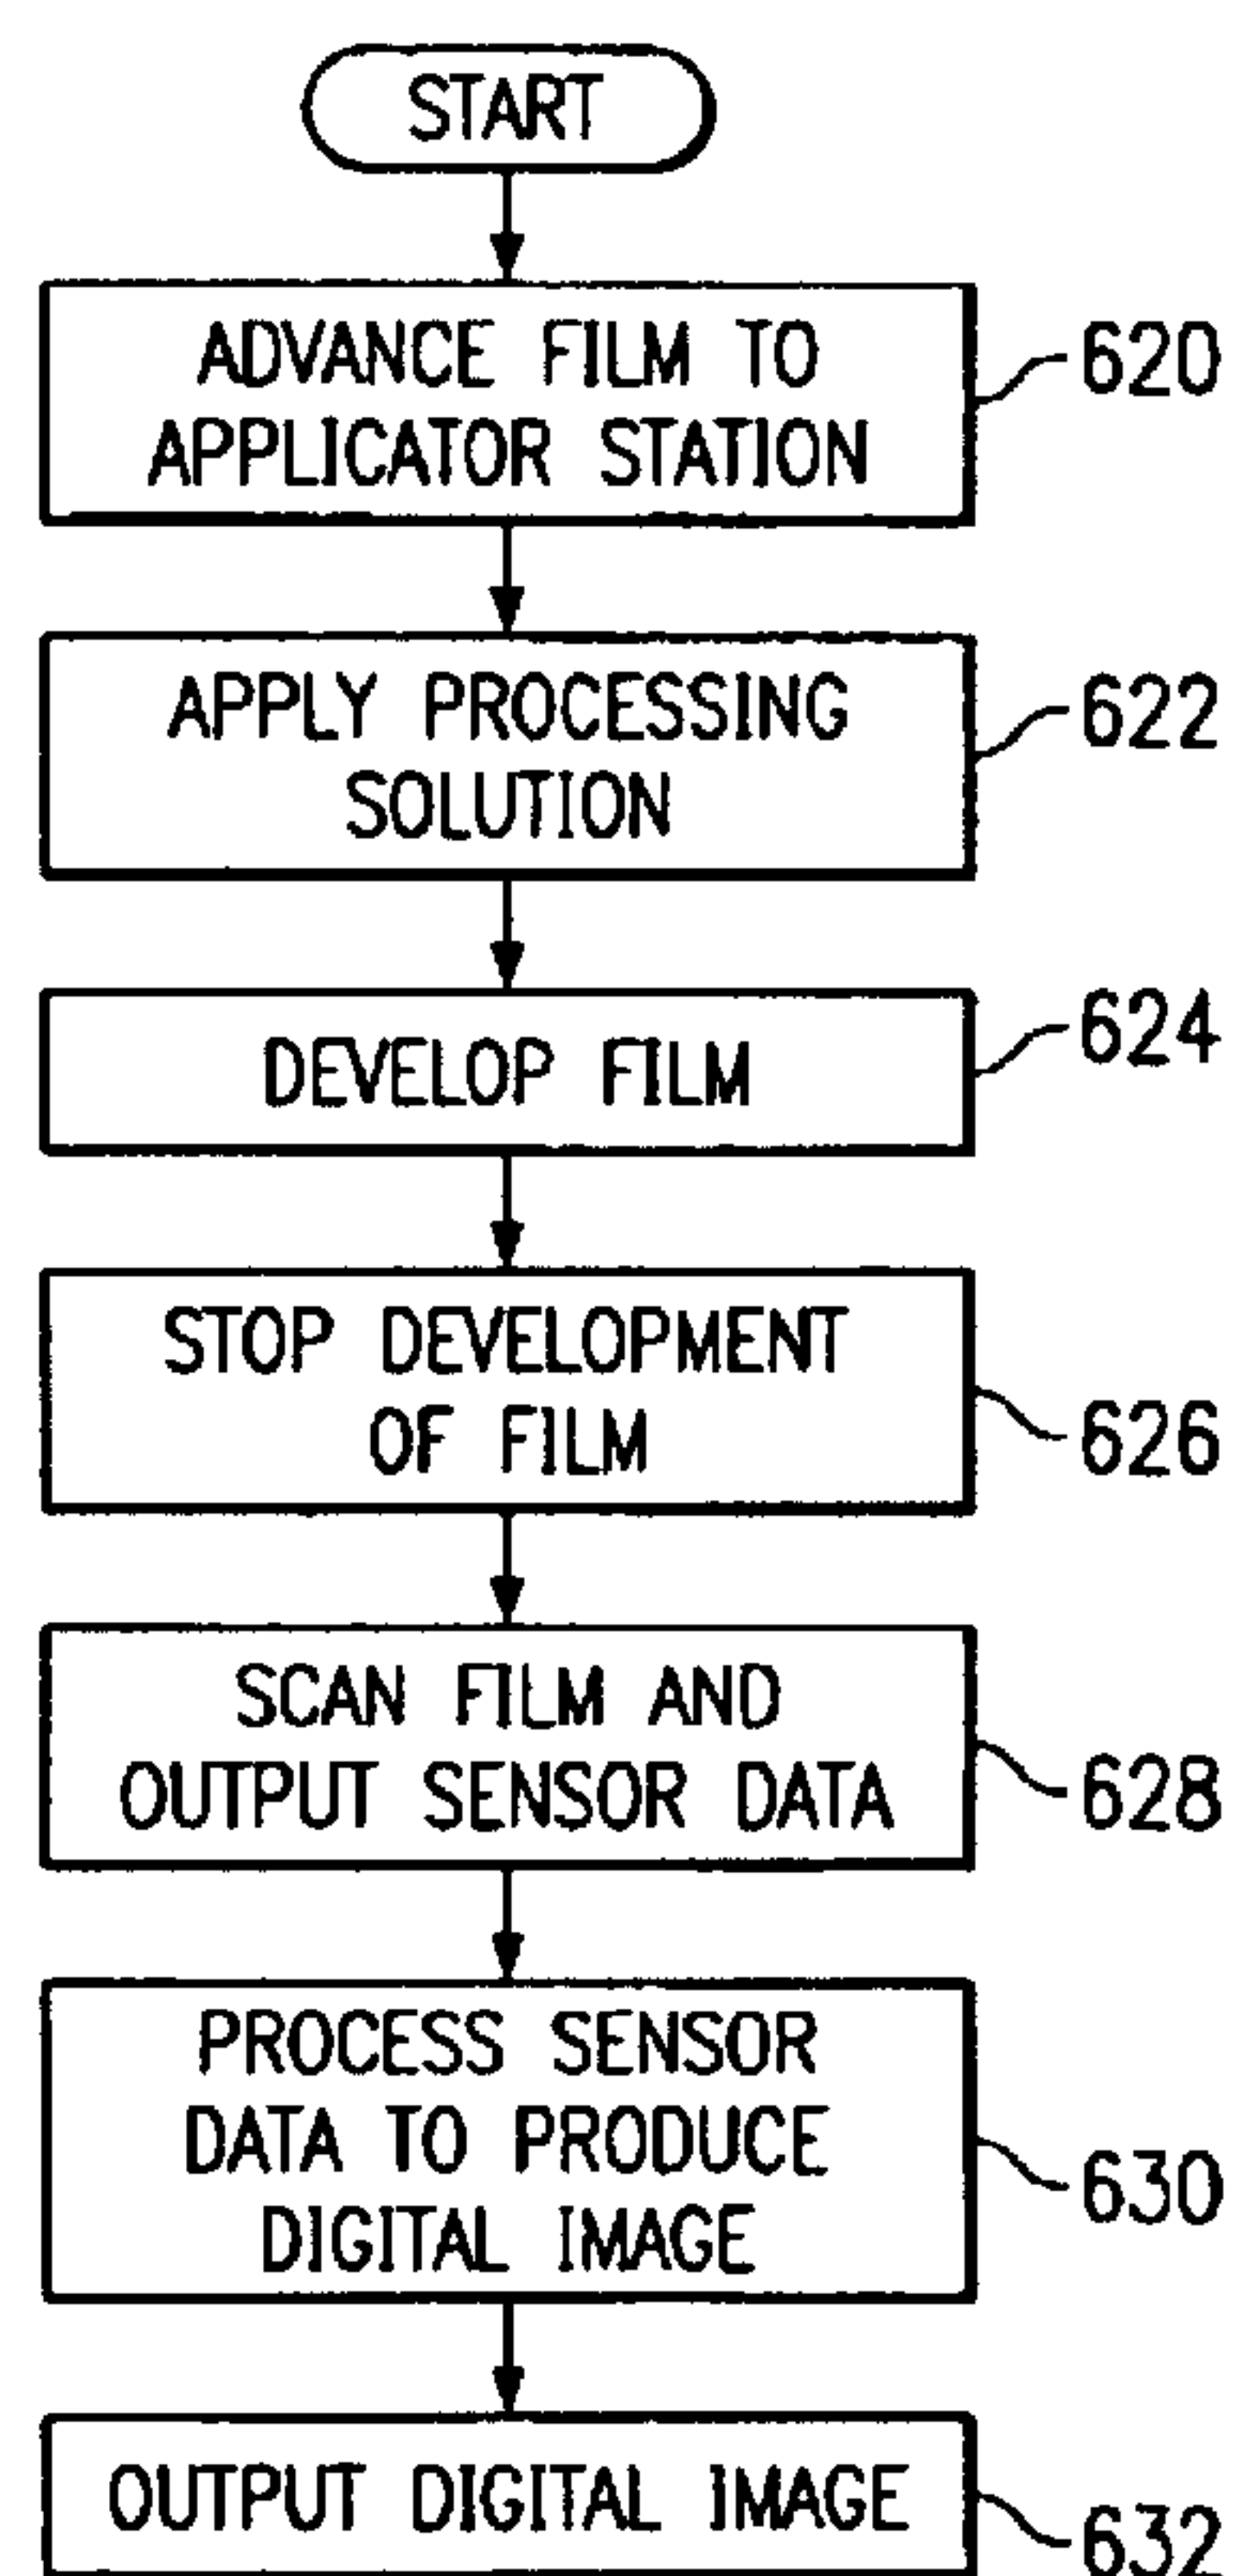 START
ADVANCE FILM TO
APPLICATOR STATION
620
APPLY PROCESSING
SOLUTION
622
DEVELOP FILM
624
STOP DEVELOPMENT
OF FILM
626
SCAN FILM AND
OUTPUT SENSOR DATA
628
PROCESS SENSOR
DATA TO PRODUCE
DIGITAL IMAGE
630
OUTPUT DIGITAL IMAGE
632